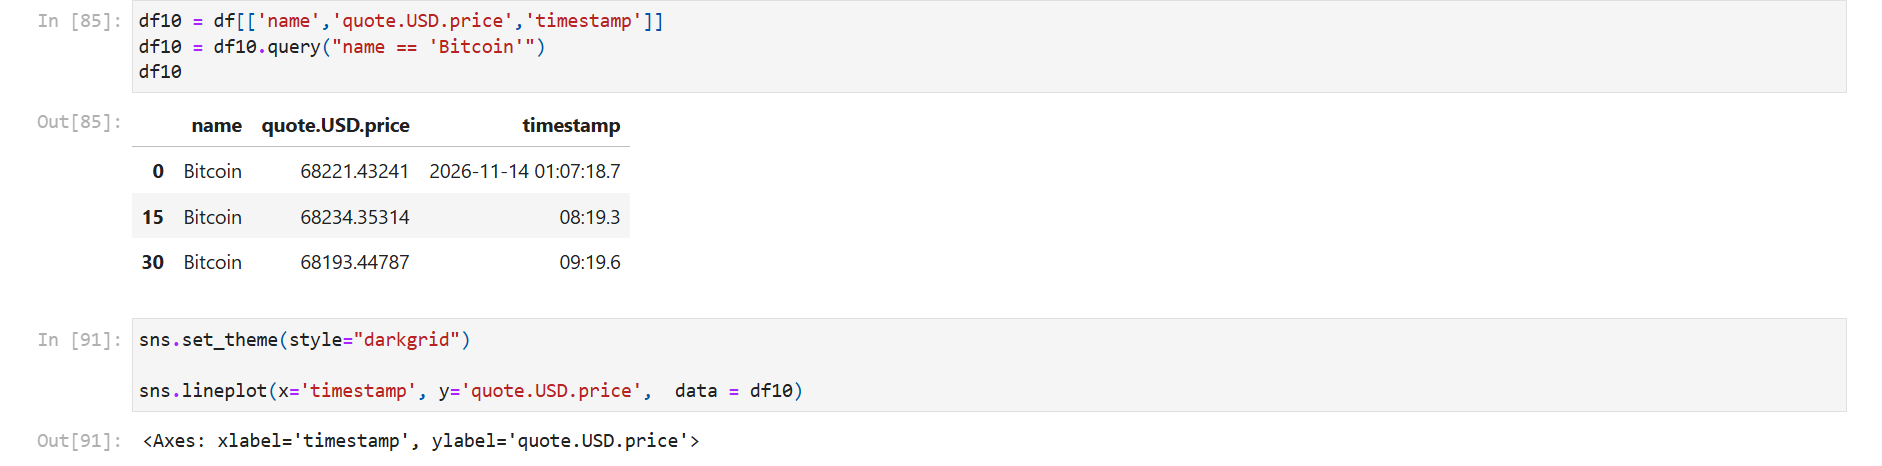 In [85]: df10 = df[['name','quote.USD.price','timestamp']]
df10 = df10.query("name == 'Bitcoin'")
df10
Out[85]:
name quote.USD.price timestamp
0 Bitcoin 68221.43241 2026-11-14 01:07:18.7
15 Bitcoin 68234.35314 08:19.3
30 Bitcoin 68193.44787 09:19.6
In [91]: sns.set_theme(style="darkgrid")
sns.lineplot(x='timestamp', y='quote.USD.price',  data = df10)
Out[91]: <Axes: xlabel='timestamp', ylabel='quote.USD.price'>